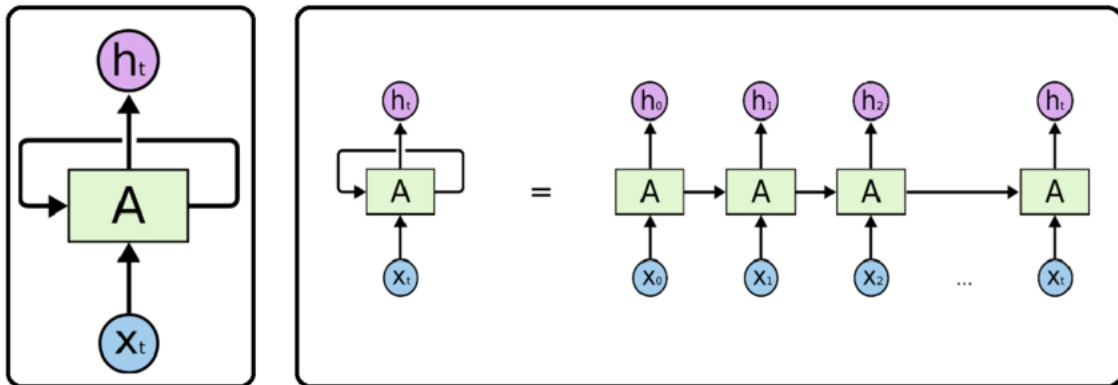 hₜ
A
xₜ
hₜ h₀ h₁ h₂ hₜ
A = A A A A
xₜ x₀ x₁ x₂ ... xₜ